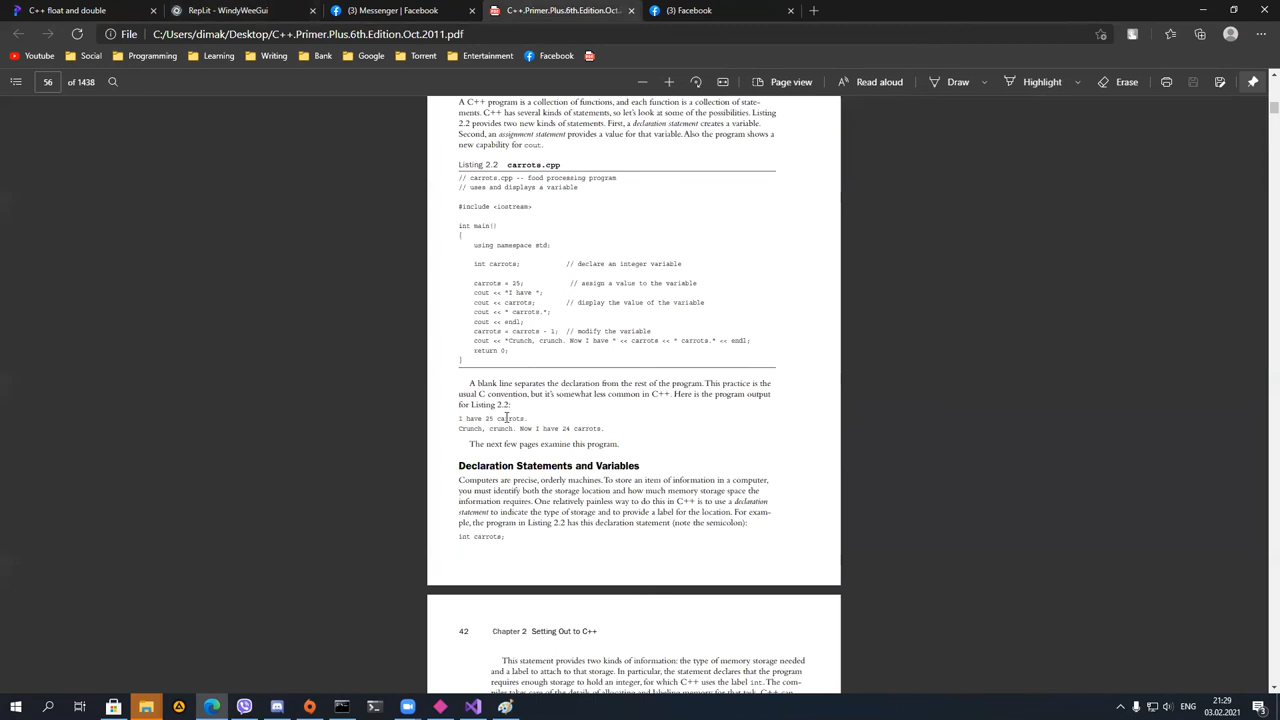 C++ float and double
Replit - WelldoneVirtualFunct
(3) Messenger | Facebook
C++.Primer.Plus.6th.Edition.Oct.
(3) Facebook
File
C:/Users/dimak/Desktop/C++.Primer.Plus.6th.Edition.Oct.2011.pdf
Youtube
Social
Programming
Learning
Bank
Entertainment
Facebook
56
of 1438
Page view
Read aloud
Draw
Highlight
A C++ program is a collection of functions, and each function is a collection of state-
ments. C++ has several kinds of statements, so let's look at some of the possibilities. Listing
2.2 provides two new kinds of statements. First, a declaration statement creates a variable.
Second, an assignment statement provides a value for that variable. Also the program shows a
new capability for cout.
Listing 2.2 carrots.cpp
// carrots.cpp -- food processing program
// uses and displays a variable
#include <iostream>
int main()
{
using namespace std;
int carrots; // declare an integer variable
carrots = 25; // assign a value to the variable
cout << "I have ";
cout << carrots; // display the value of the variable
cout << " carrots.";
cout << endl;
carrots = carrots - 1; // modify the variable
cout << "Crunch, crunch. Now I have " << carrots << " carrots." << endl;
return 0;
}
A blank line separates the declaration from the rest of the program. This practice is the
usual C convention, but it's somewhat less common in C++. Here is the program output
for Listing 2.2:
I have 25 carrots.
Crunch, crunch. Now I have 24 carrots.
The next few pages examine this program.
Declaration Statements and Variables
Computers are precise, orderly machines. To store an item of information in a computer,
you must identify both the storage location and how much memory storage space the
information requires. One relatively painless way to do this in C++ is to use a declaration
statement to indicate the type of storage and to provide a label for the location. For exam-
ple, the program in Listing 2.2 has this declaration statement (note the semicolon):
int carrots;
42 Chapter 2 Setting Out to C++
This statement provides two kinds of information: the type of memory storage needed
and a label to attach to that storage. In particular, the statement declares that the program
requires enough storage to hold an integer, for which C++ uses the label int. The com-
piler takes care of the details of allocating and labeling memory for that task. C++ can
ENG
21:29
03.02.2021